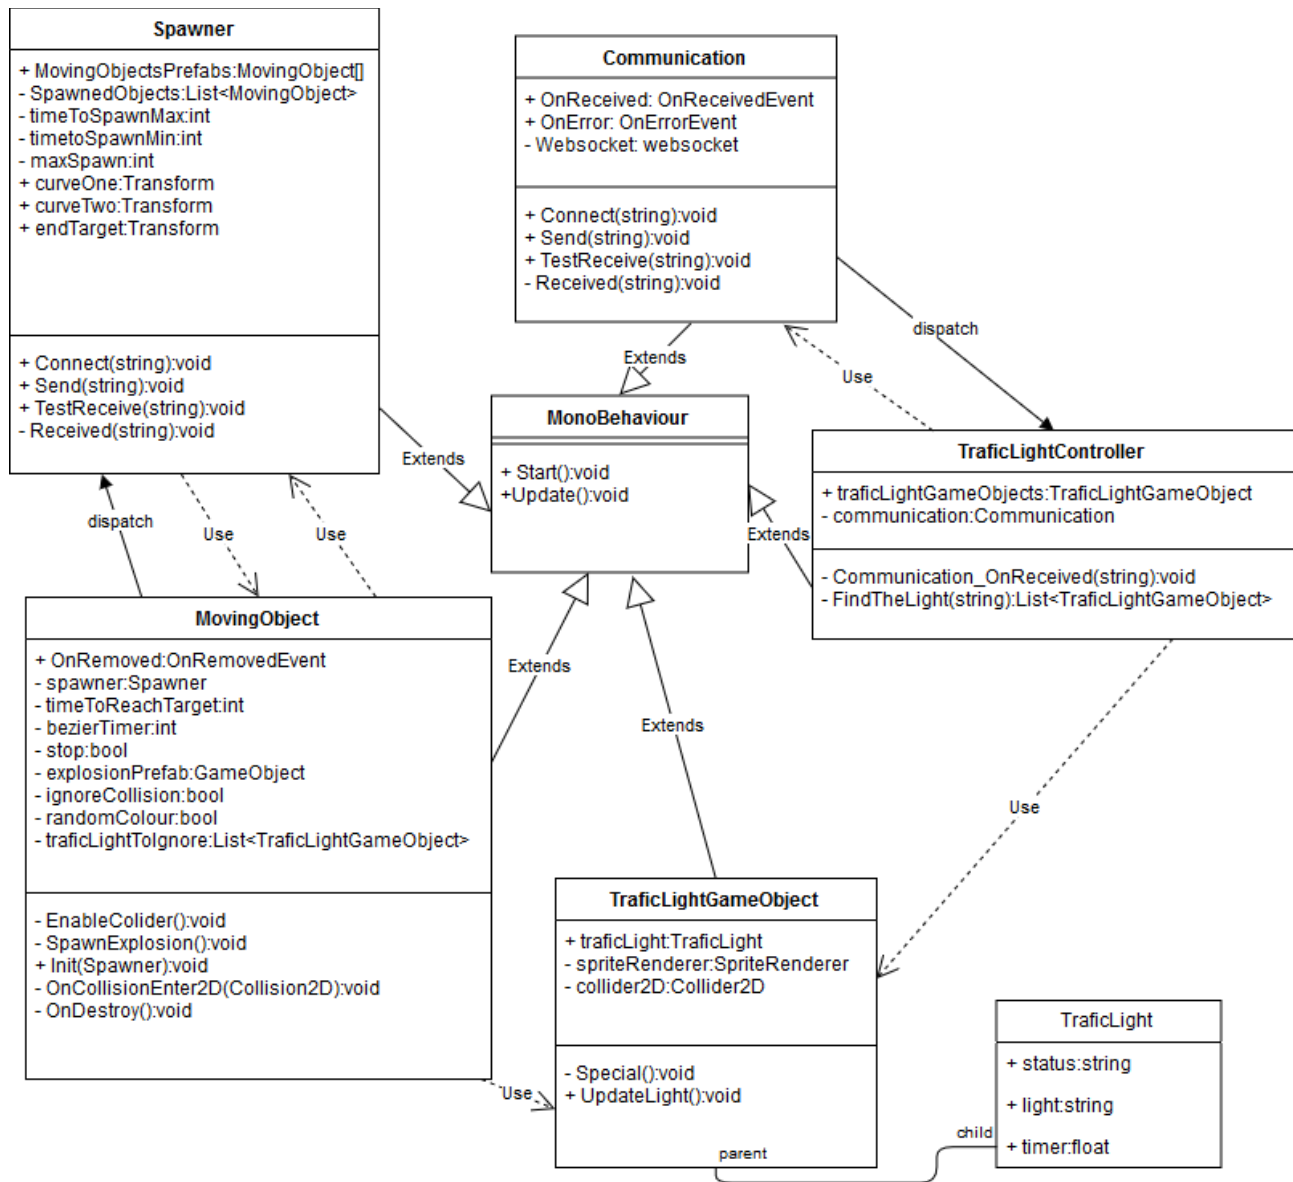 Spawner
+ MovingObjectsPrefabs:MovingObject[]
- SpawnedObjects:List<MovingObject>
- timeToSpawnMax:int
- timetoSpawnMin:int
- maxSpawn:int
+ curveOne:Transform
+ curveTwo:Transform
+ endTarget:Transform
+ Connect(string):void
+ Send(string):void
+ TestReceive(string):void
- Received(string):void
Communication
+ OnReceived: OnReceivedEvent
+ OnError: OnErrorEvent
- Websocket: websocket
+ Connect(string):void
+ Send(string):void
+ TestReceive(string):void
- Received(string):void
dispatch
Extends
Use
MonoBehaviour
+ Start():void
+Update():void
Extends
TraficLightController
+ traficLightGameObjects:TraficLightGameObject
- communication:Communication
- Communication_OnReceived(string):void
- FindTheLight(string):List<TraficLightGameObject>
Extends
dispatch
Use
Use
MovingObject
+ OnRemoved:OnRemovedEvent
- spawner:Spawner
- timeToReachTarget:int
- bezierTimer:int
- stop:bool
- explosionPrefab:GameObject
- ignoreCollision:bool
- randomColour:bool
- traficLightToIgnore:List<TraficLightGameObject>
- EnableColider():void
- SpawnExplosion():void
+ Init(Spawner):void
- OnCollisionEnter2D(Collision2D):void
- OnDestroy():void
Extends
Extends
Use
TraficLightGameObject
+ traficLight:TraficLight
- spriteRenderer:SpriteRenderer
- collider2D:Collider2D
- Special():void
+ UpdateLight():void
Use
parent
child
TraficLight
+ status:string
+ light:string
+ timer:float